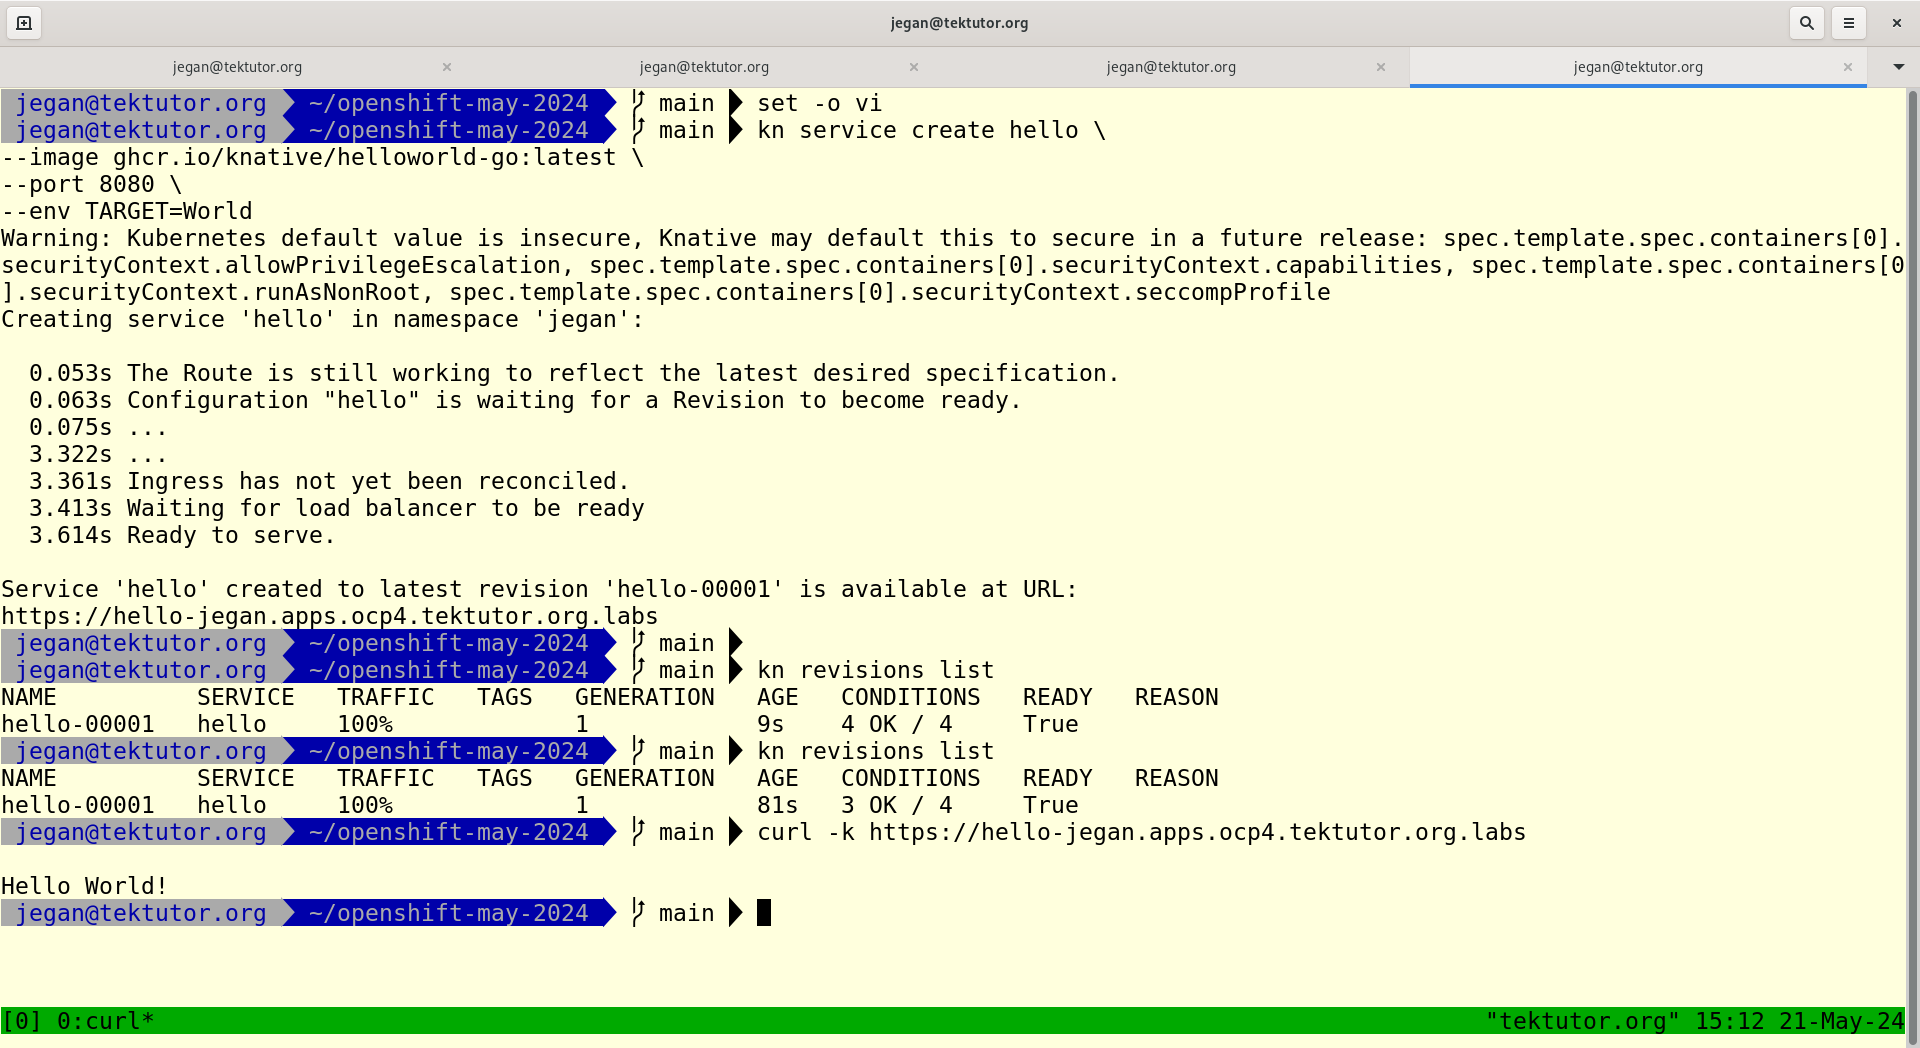 jegan@tektutor.org
jegan@tektutor.org jegan@tektutor.org jegan@tektutor.org jegan@tektutor.org
jegan@tektutor.org ~/openshift-may-2024 main set -o vi
jegan@tektutor.org ~/openshift-may-2024 main kn service create hello \
--image ghcr.io/knative/helloworld-go:latest \
--port 8080 \
--env TARGET=World
Warning: Kubernetes default value is insecure, Knative may default this to secure in a future release: spec.template.spec.containers[0].
securityContext.allowPrivilegeEscalation, spec.template.spec.containers[0].securityContext.capabilities, spec.template.spec.containers[0
].securityContext.runAsNonRoot, spec.template.spec.containers[0].securityContext.seccompProfile
Creating service 'hello' in namespace 'jegan':
0.053s The Route is still working to reflect the latest desired specification.
0.063s Configuration "hello" is waiting for a Revision to become ready.
0.075s ...
3.322s ...
3.361s Ingress has not yet been reconciled.
3.413s Waiting for load balancer to be ready
3.614s Ready to serve.
Service 'hello' created to latest revision 'hello-00001' is available at URL:
https://hello-jegan.apps.ocp4.tektutor.org.labs
jegan@tektutor.org ~/openshift-may-2024 main
jegan@tektutor.org ~/openshift-may-2024 main kn revisions list
NAME SERVICE TRAFFIC TAGS GENERATION AGE CONDITIONS READY REASON
hello-00001 hello 100% 1 9s 4 OK / 4 True
jegan@tektutor.org ~/openshift-may-2024 main kn revisions list
NAME SERVICE TRAFFIC TAGS GENERATION AGE CONDITIONS READY REASON
hello-00001 hello 100% 1 81s 3 OK / 4 True
jegan@tektutor.org ~/openshift-may-2024 main curl -k https://hello-jegan.apps.ocp4.tektutor.org.labs
Hello World!
jegan@tektutor.org ~/openshift-may-2024 main
[0] 0:curl* "tektutor.org" 15:12 21-May-24